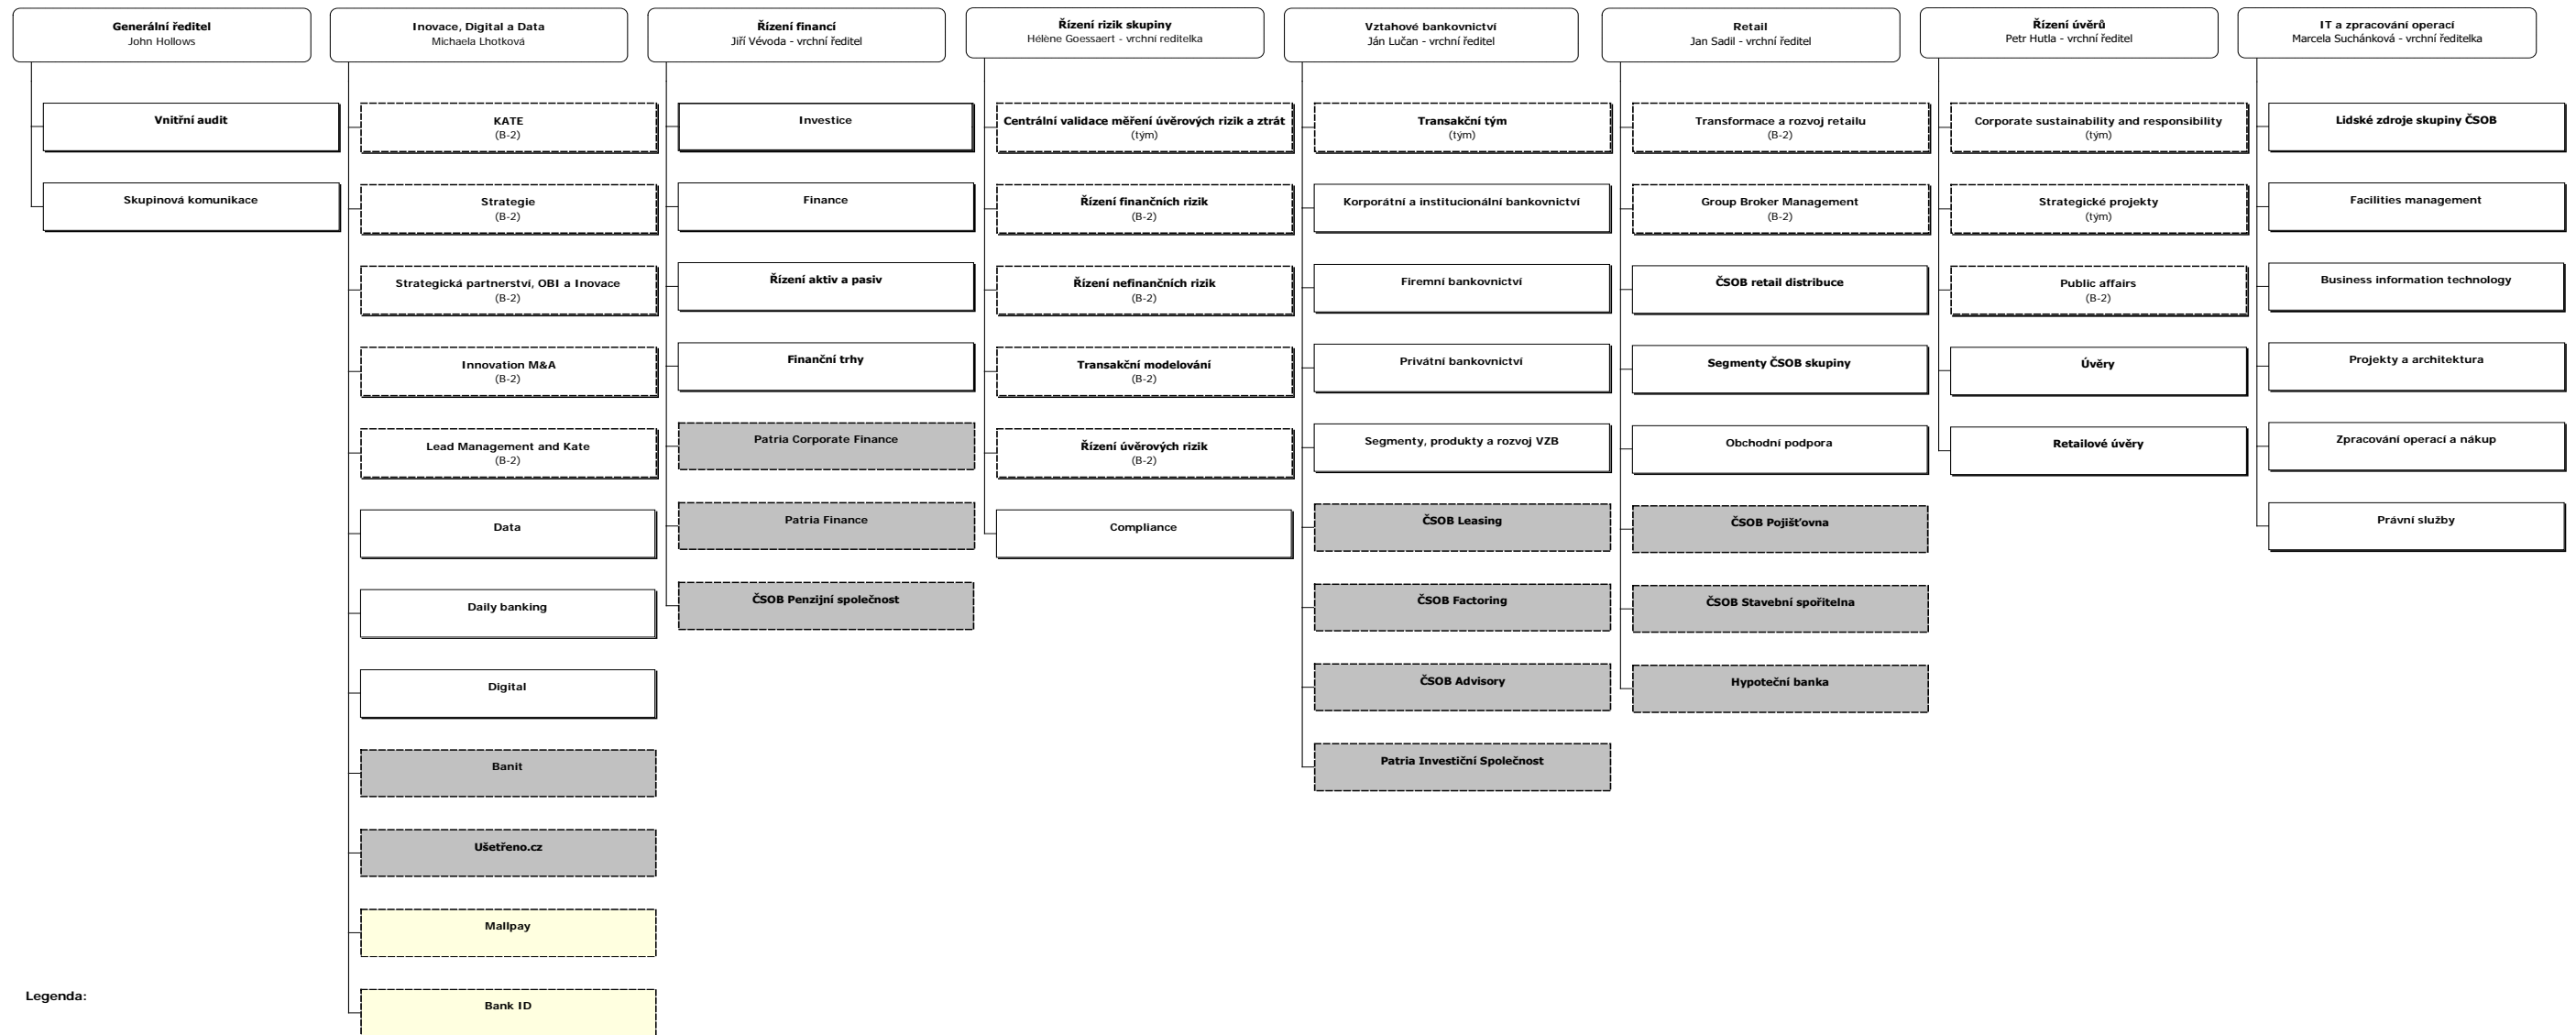 Generální ředitel
John Hollows
Vnitřní audit
Skupinová komunikace
Inovace, Digital a Data
Michaela Lhotková
KATE
(B-2)
Strategie
(B-2)
Strategická partnerství, OBI a Inovace
(B-2)
Innovation M&A
(B-2)
Lead Management and Kate
(B-2)
Data
Daily banking
Digital
Banit
Ušetřeno.cz
Mallpay
Bank ID
Řízení financí
Jiří Vévoda - vrchní ředitel
Investice
Finance
Řízení aktiv a pasiv
Finanční trhy
Patria Corporate Finance
Patria Finance
ČSOB Penzijní společnost
Řízení rizik skupiny
Hélène Goessaert - vrchní reditelka
Centrální validace měření úvěrových rizik a ztrát
(tým)
Řízení finančních rizik
(B-2)
Řízení nefinančních rizik
(B-2)
Transakční modelování
(B-2)
Řízení úvěrových rizik
(B-2)
Compliance
Vztahové bankovnictví
Ján Lučan - vrchní ředitel
Transakční tým
(tým)
Korporátní a institucionální bankovnictví
Firemní bankovnictví
Privátní bankovnictví
Segmenty, produkty a rozvoj VZB
ČSOB Leasing
ČSOB Factoring
ČSOB Advisory
Patria Investiční Společnost
Retail
Jan Sadil - vrchní ředitel
Transformace a rozvoj retailu
(B-2)
Group Broker Management
(B-2)
ČSOB retail distribuce
Segmenty ČSOB skupiny
Obchodní podpora
ČSOB Pojišťovna
ČSOB Stavební spořitelna
Hypoteční banka
Řízení úvěrů
Petr Hutla - vrchní ředitel
Corporate sustainability and responsibility
(tým)
Strategické projekty
(tým)
Public affairs
(B-2)
Úvěry
Retailové úvěry
IT a zpracování operací
Marcela Suchánková - vrchní ředitelka
Lidské zdroje skupiny ČSOB
Facilities management
Business information technology
Projekty a architektura
Zpracování operací a nákup
Právní služby
Legenda: